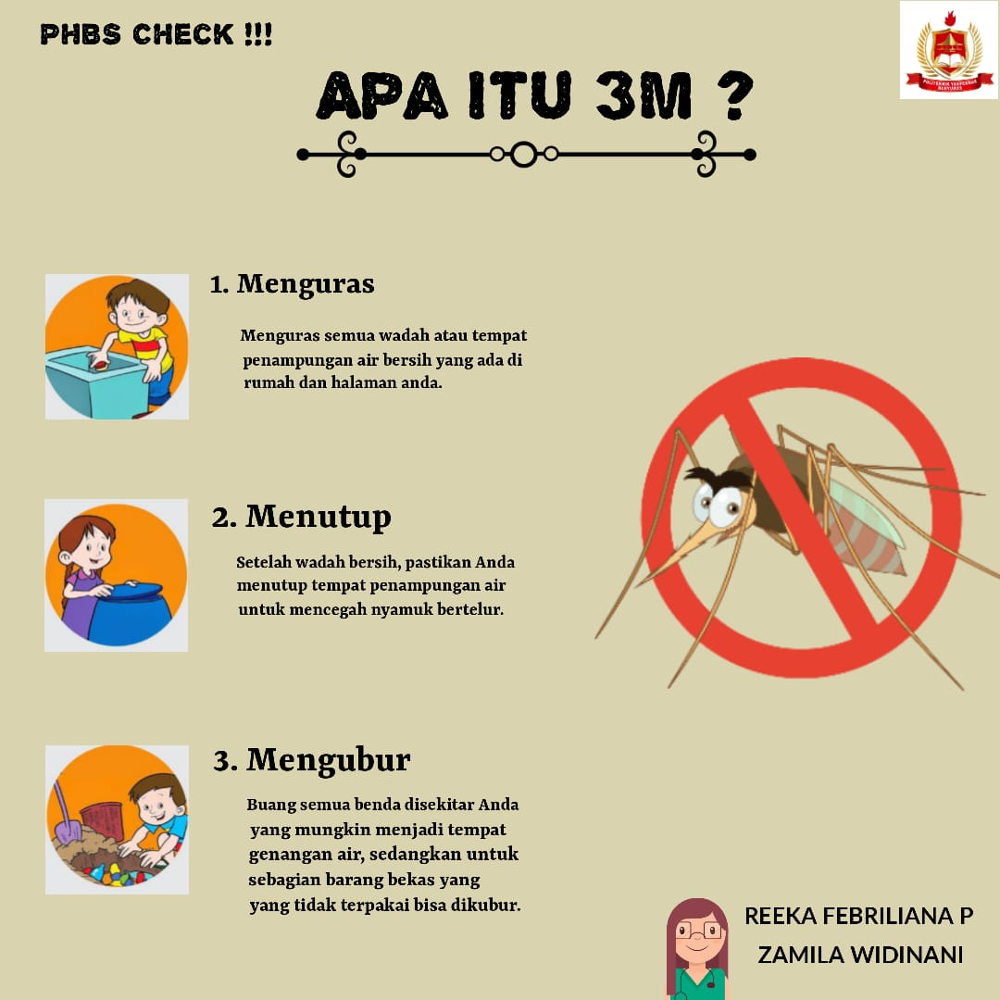 PHBS CHECK !!!
APA ITU 3M ?
POLITEKNIK YAKPERMAS
BANYUMAS
1. Menguras
Menguras semua wadah atau tempat
penampungan air bersih yang ada di
rumah dan halaman anda.
2. Menutup
Setelah wadah bersih, pastikan Anda
menutup tempat penampungan air
untuk mencegah nyamuk bertelur.
3. Mengubur
Buang semua benda disekitar Anda
yang mungkin menjadi tempat
genangan air, sedangkan untuk
sebagian barang bekas yang
yang tidak terpakai bisa dikubur.
REEKA FEBRILIANA P
ZAMILA WIDINANI